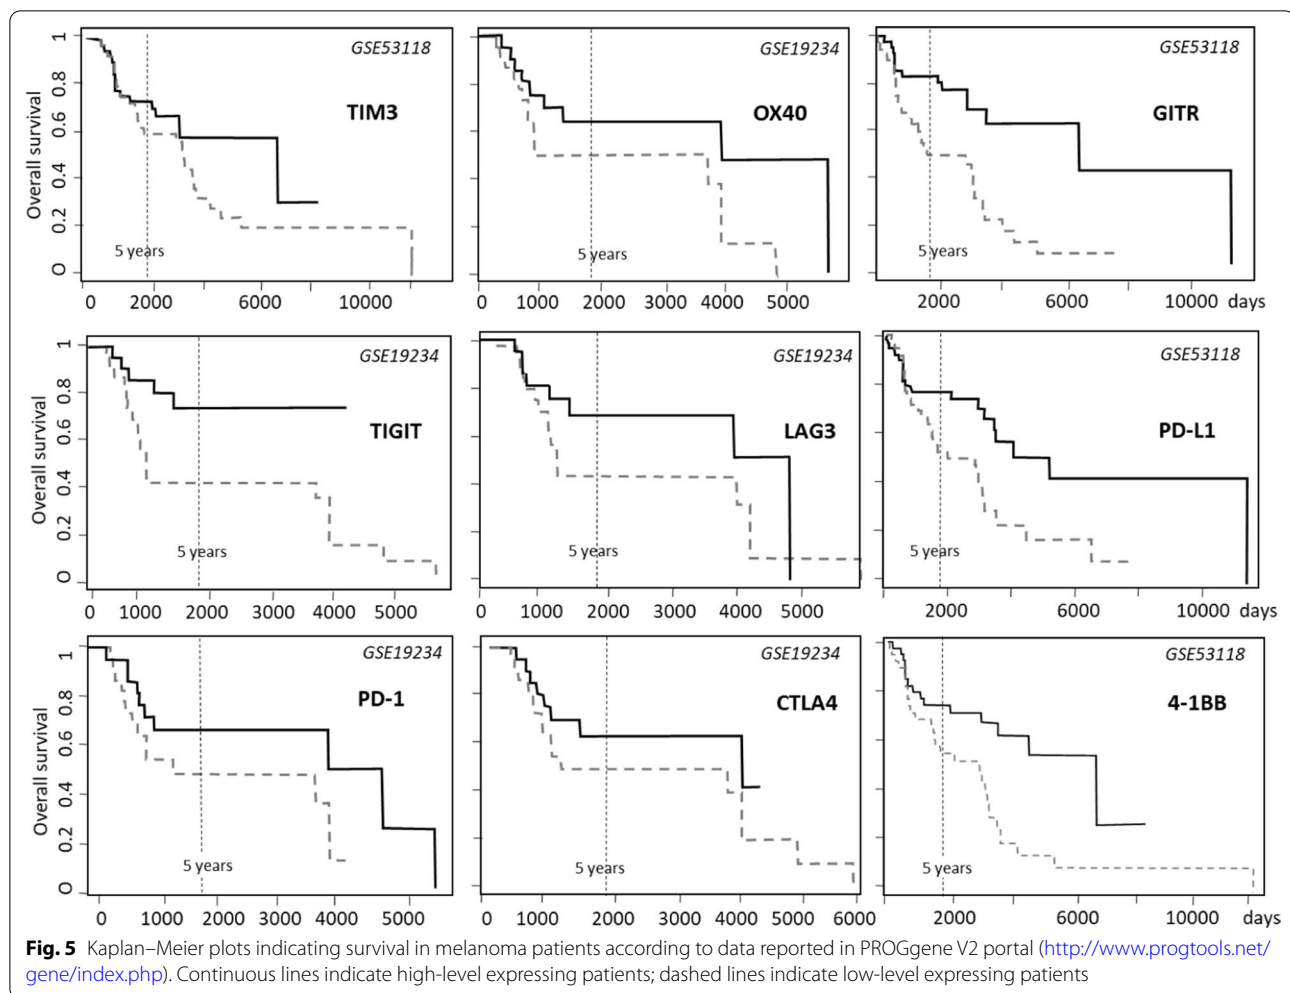 GSE53118
TIM3
Overall survival
1
0.8
0.6
0.4
0.2
0
5 years
0 2000 6000 10000
GSE19234
OX40
5 years
0 1000 2000 3000 4000 5000
GSE53118
GITR
5 years
2000 6000 10000 days
GSE19234
TIGIT
Overall survival
1
0.8
0.6
0.4
0.2
0
5 years
0 1000 2000 3000 4000 5000
GSE19234
LAG3
5 years
0 1000 2000 3000 4000 5000
GSE53118
PD-L1
5 years
2000 6000 10000 days
GSE19234
PD-1
Overall survival
1
0.8
0.6
0.4
0.2
0
5 years
0 1000 2000 3000 4000 5000
GSE19234
CTLA4
5 years
0 1000 2000 3000 4000 5000 6000
GSE53118
4-1BB
5 years
2000 6000 10000 days
Fig. 5 Kaplan–Meier plots indicating survival in melanoma patients according to data reported in PROGgene V2 portal (http://www.progtools.net/
gene/index.php). Continuous lines indicate high-level expressing patients; dashed lines indicate low-level expressing patients